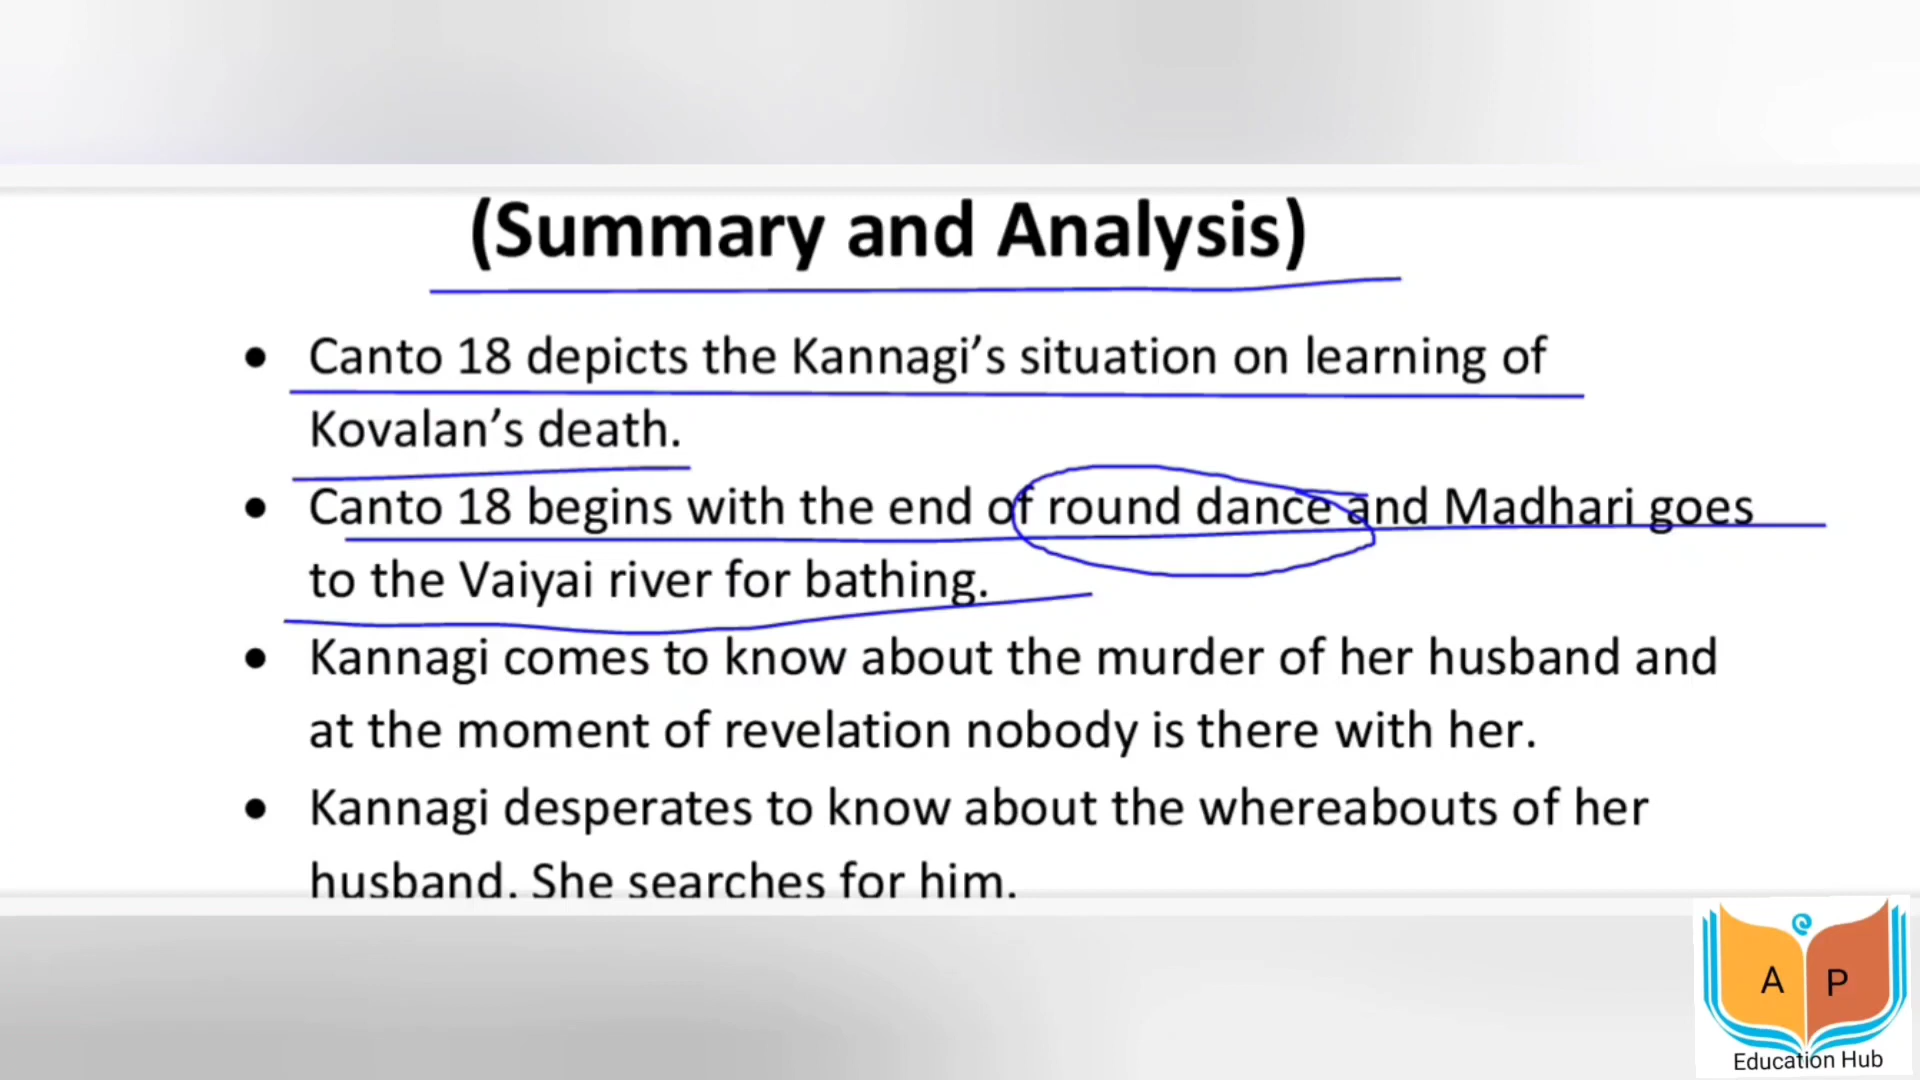 (Summary and Analysis)
• Canto 18 depicts the Kannagi’s situation on learning of
Kovalan’s death.
• Canto 18 begins with the end of round dance and Madhari goes
to the Vaiyai river for bathing.
• Kannagi comes to know about the murder of her husband and
at the moment of revelation nobody is there with her.
• Kannagi desperates to know about the whereabouts of her
husband. She searches for him.
A P
Education Hub